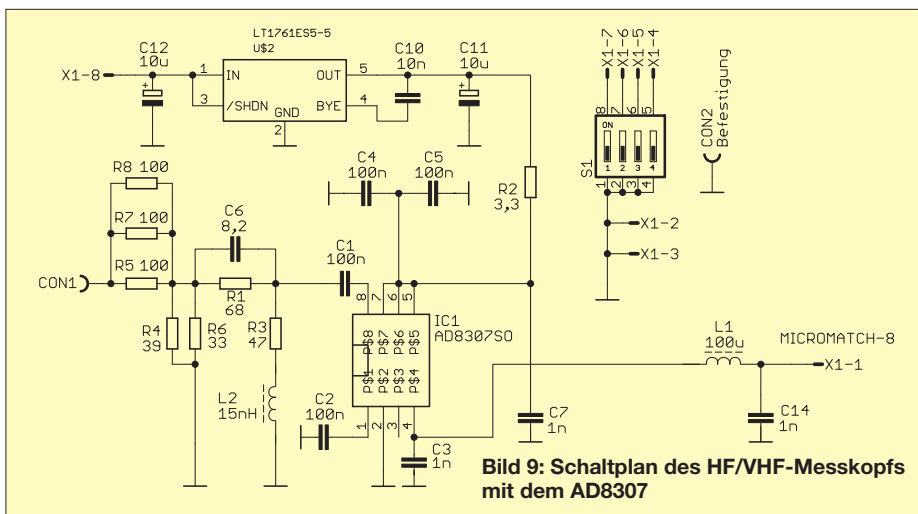 LT1761ES5-5
U$2
C12
10u
C10
10n
C11
10u
X1-8
1
IN
OUT
5
3
/SHDN
BYE
4
GND
2
X1-7
X1-6
X1-5
X1-4
8
7
6
5
ON
1
2
3
4
S1
1
2
3
4
CON2
Befestigung
X1-2
X1-3
C4
100n
C5
100n
R2
3,3
R8 100
R7 100
R5 100
C6
8,2
C1
100n
CON1
R1
68
R4
39
R6
33
R3
47
L2
15nH
8
7
6
5
P$8
P$7
P$6
P$5
P$1
P$2
P$3
P$4
1
2
3
4
IC1
AD8307SO
C2
100n
C3
1n
C7
1n
L1
100u
MICROMATCH-8
X1-1
C14
1n
Bild 9: Schaltplan des HF/VHF-Messkopfs
mit dem AD8307